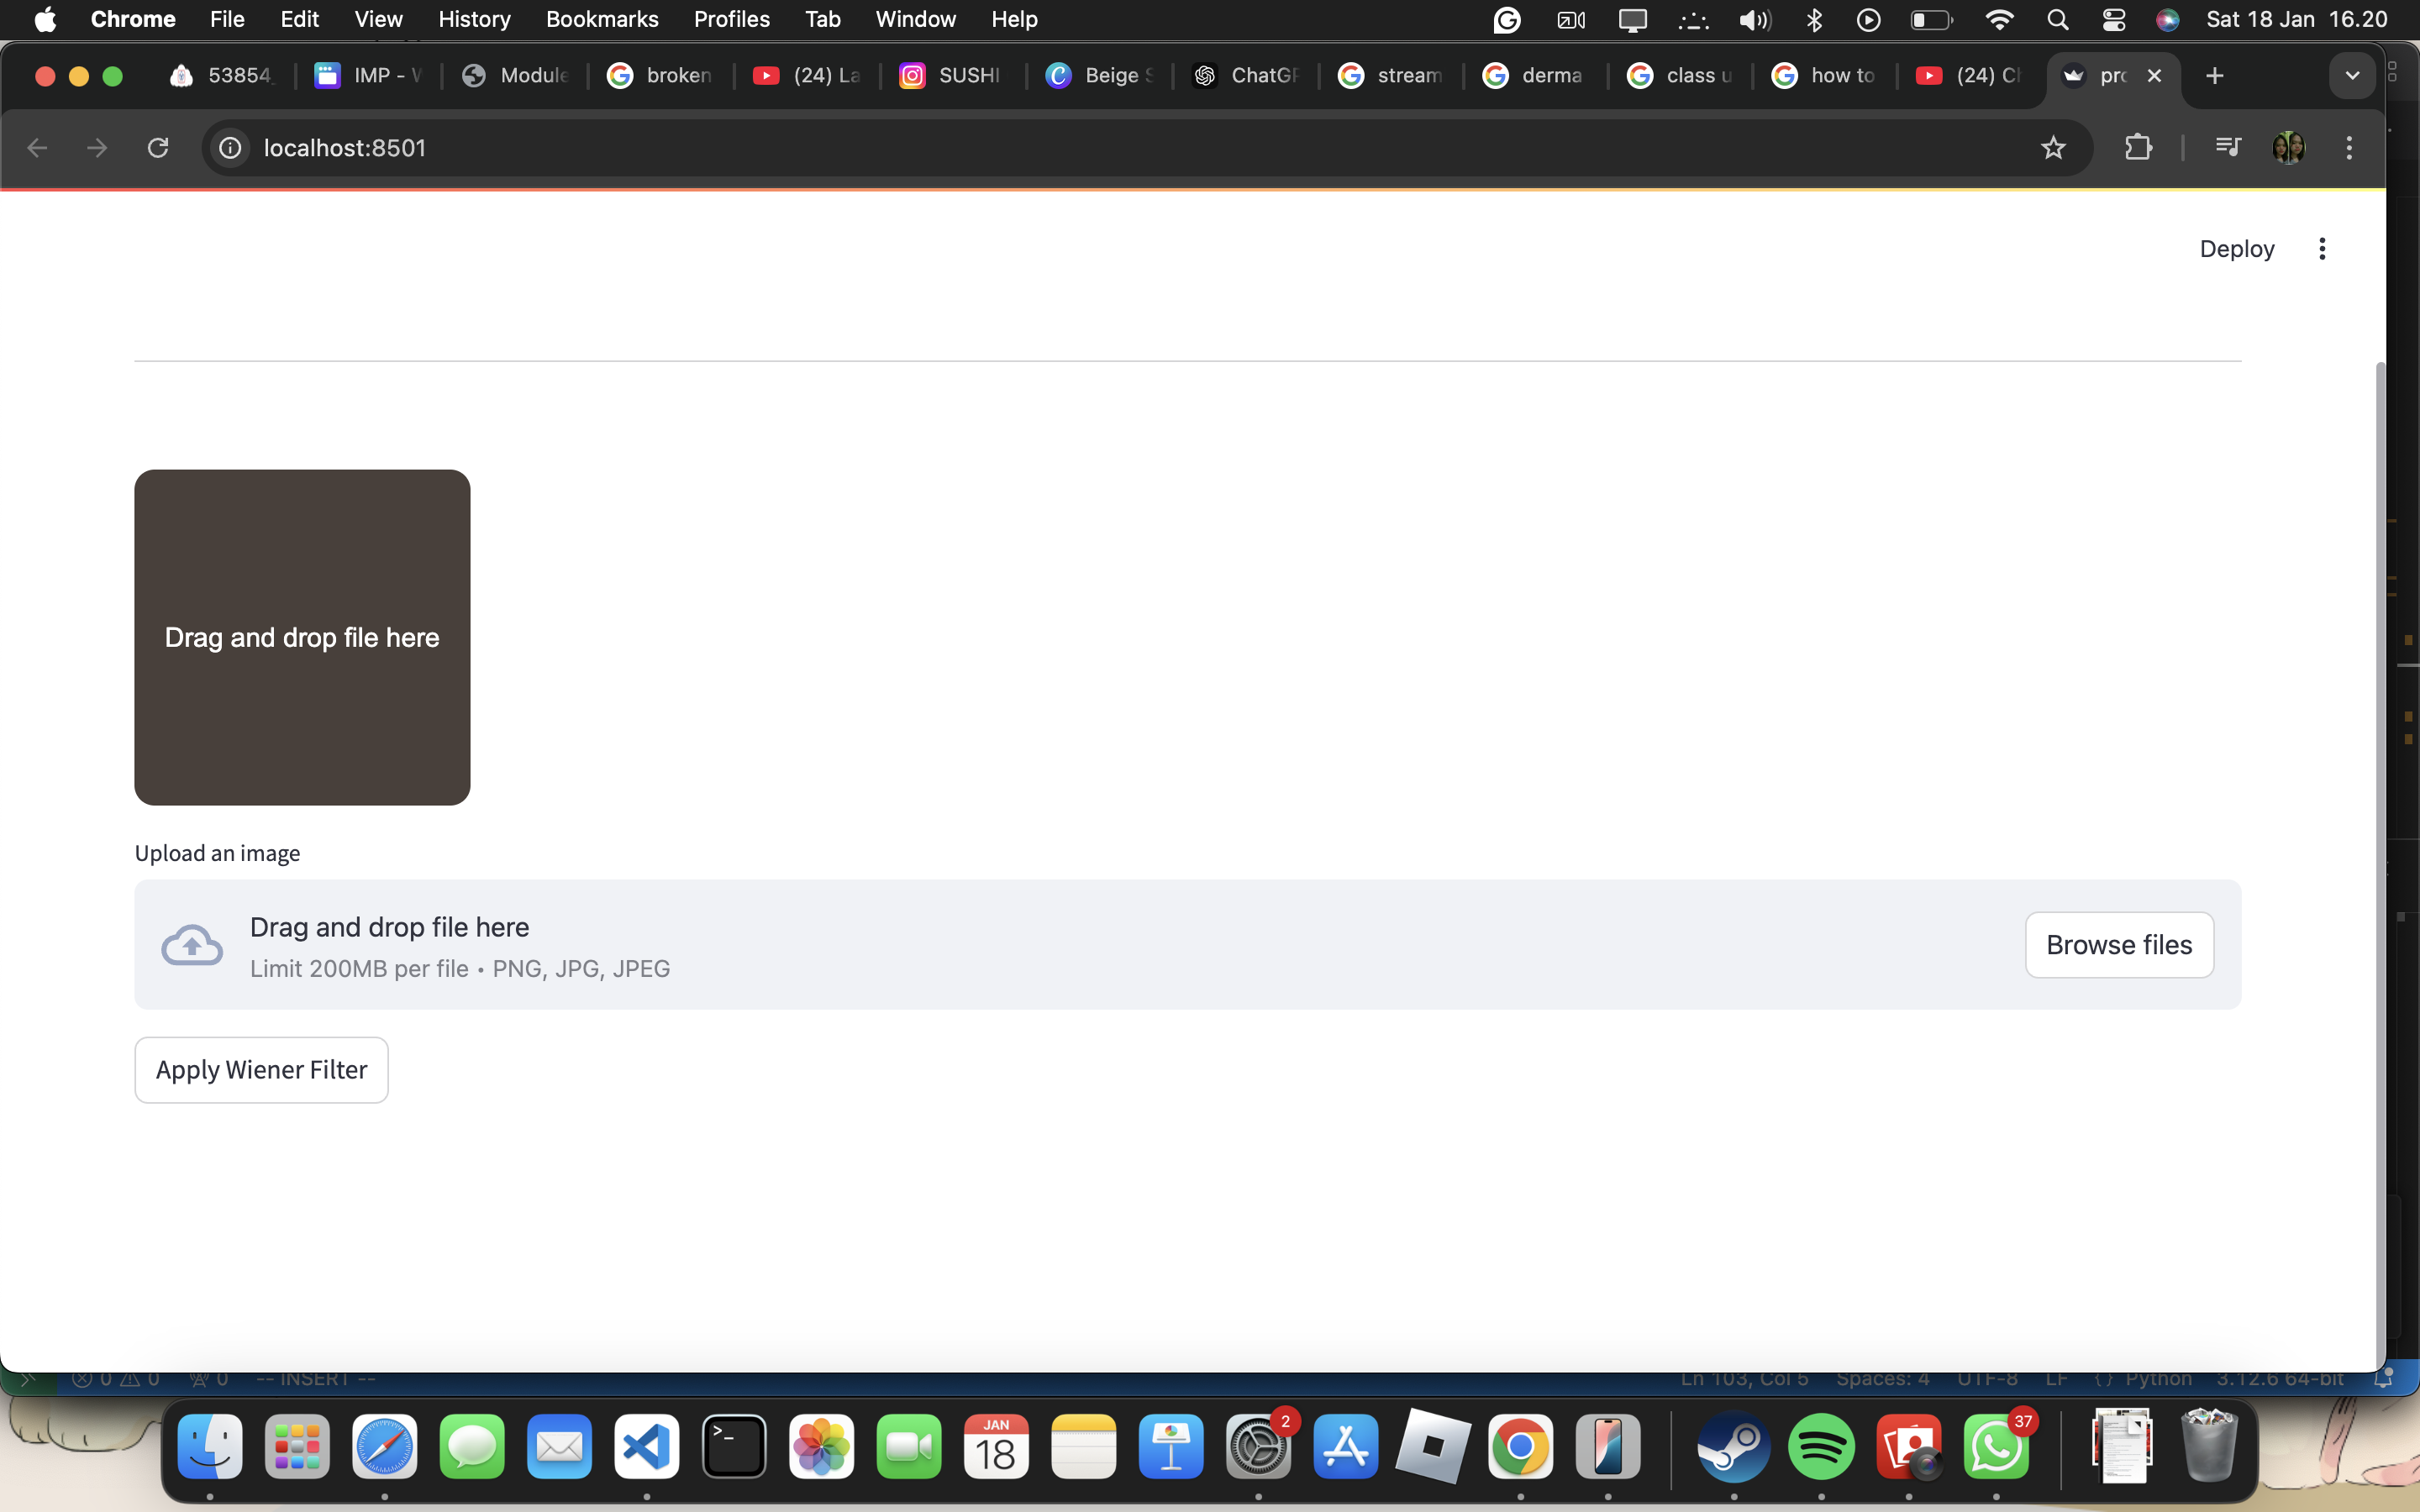 Chrome File Edit View History Bookmarks Profiles Tab Window Help Sat 18 Jan 16.20
53854 IMP - Module broken (24) La SUSHI Beige S ChatGP stream derma class u how to (24) Ch pro
localhost:8501
Deploy
Drag and drop file here
Upload an image
Drag and drop file here
Limit 200MB per file • PNG, JPG, JPEG
Browse files
Apply Wiener Filter
0 0 0 -- INSERT -- Ln 103, Col 5 Spaces: 4 UTF-8 LF {} Python 3.12.6 64-bit
JAN
18
2
37